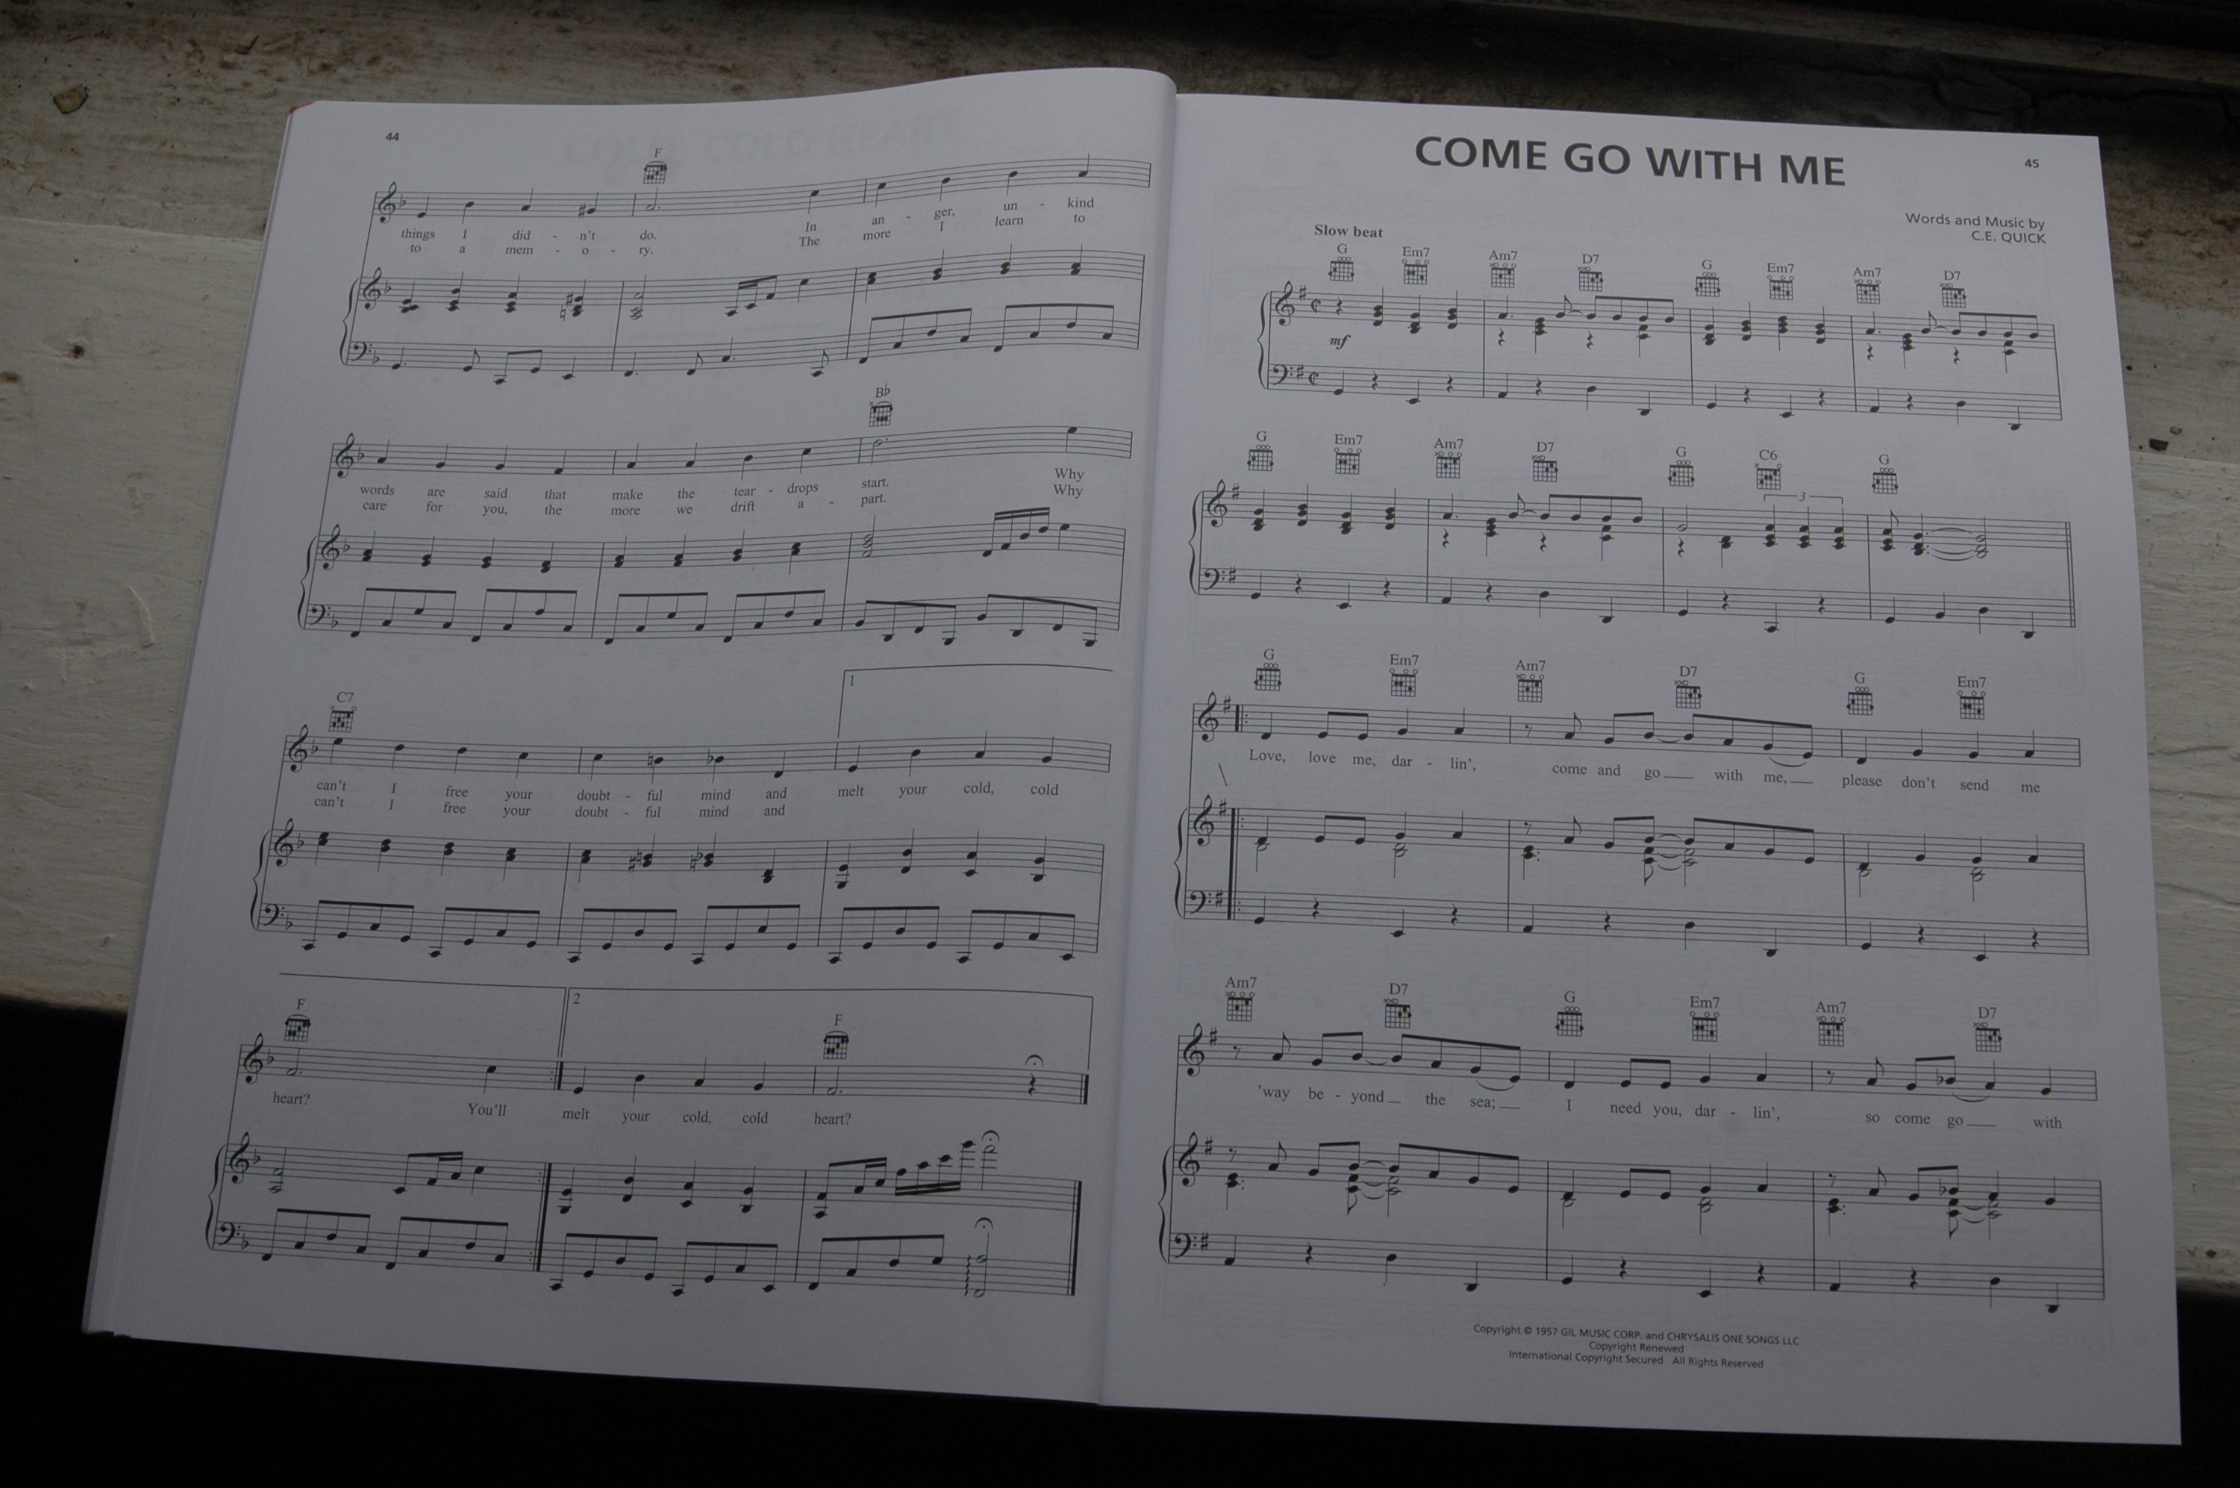 44
F
things I did - n't do. In an - ger, un - kind
to a mem - o - ry. The more I learn to
B♭
words are said that make the tear - drops start. Why
care for you, the more we drift a - part. Why
1
C7
can't I free your doubt - ful mind and melt your cold, cold
can't I free your doubt - ful mind and
2
F F
heart? You'll melt your cold, cold heart?
COME GO WITH ME
45
Words and Music by
C.E. QUICK
Slow beat
G Em7 Am7 D7 G Em7 Am7 D7
mf
G Em7 Am7 D7 G C6 G
3
G Em7 Am7 D7 G Em7
Love, love me, dar - lin', come and go with me, please don't send me
Am7 D7 G Em7 Am7 D7
'way be - yond the sea; I need you, dar - lin', so come go with
Copyright © 1957 GIL MUSIC CORP. and CHRYSALIS ONE SONGS LLC
Copyright Renewed
International Copyright Secured All Rights Reserved